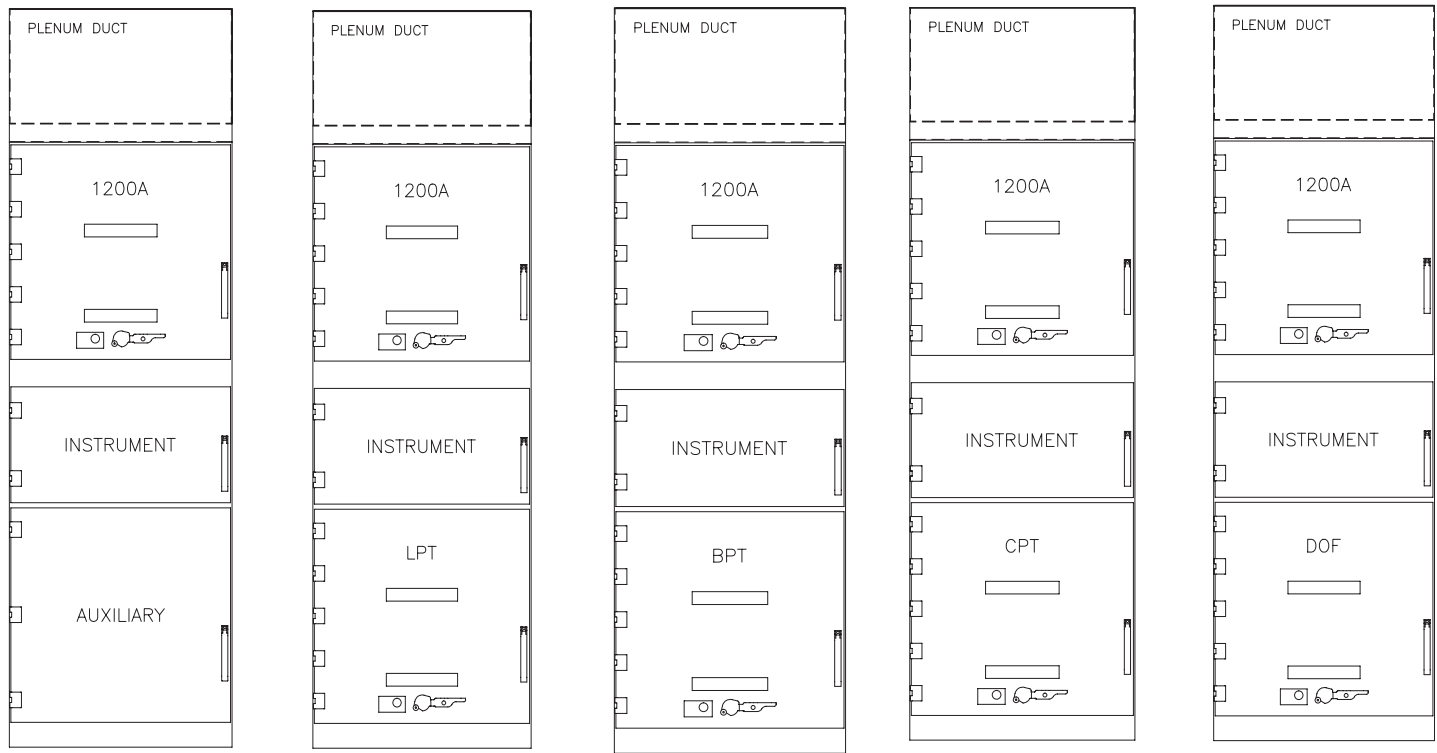 PLENUM DUCT
PLENUM DUCT
PLENUM DUCT
PLENUM DUCT
PLENUM DUCT
1200A
1200A
1200A
1200A
1200A
INSTRUMENT
INSTRUMENT
INSTRUMENT
INSTRUMENT
INSTRUMENT
AUXILIARY
LPT
BPT
CPT
DOF